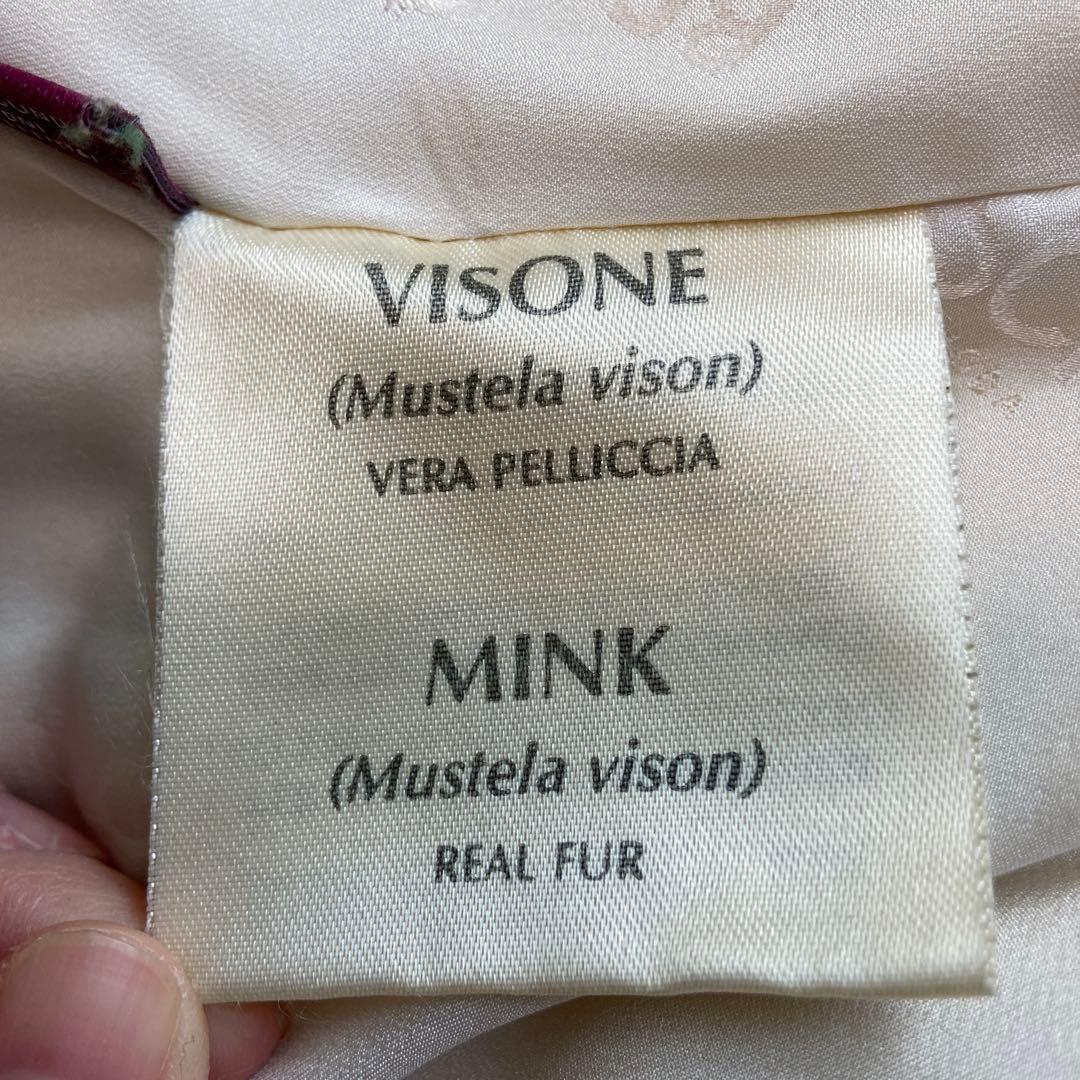 VISONE
(Mustela vison)
VERA PELLICCIA
MINK
(Mustela vison)
REAL FUR